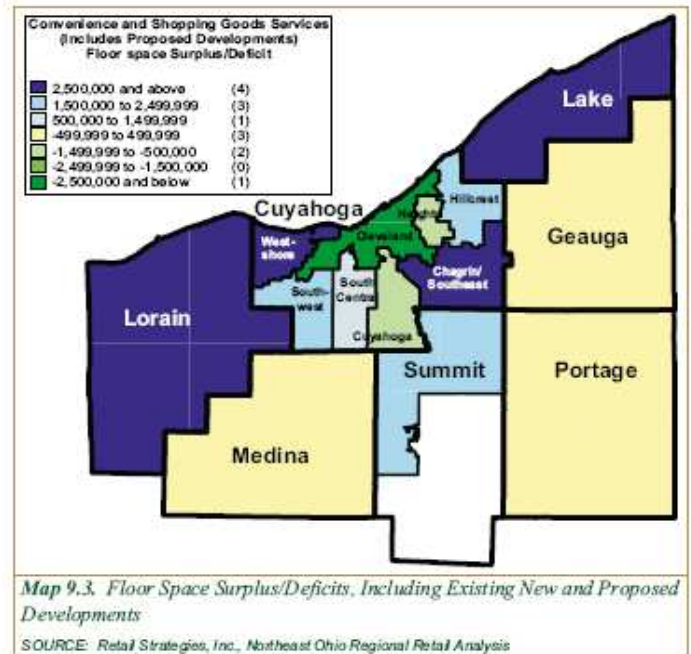 Convenience and Shopping Goods Services
(Includes Proposed Developments)
Floor space Surplus/Deficit
2,500,000 and above (4)
1,500,000 to 2,499,999 (3)
500,000 to 1,499,999 (1)
-499,999 to 499,999 (3)
-1,499,999 to -500,000 (2)
-2,499,999 to -1,500,000 (0)
-2,500,000 and below (1)
Lake
Cuyahoga
Hillcrest
Heights
Geauga
West-
shore
Cleveland
Chagrin/
Southeast
Lorain
South-
west
South
Central
Cuyahoga
Summit
Portage
Medina
Map 9.3. Floor Space Surplus/Deficits, Including Existing New and Proposed
Developments
SOURCE: Retail Strategies, Inc., Northeast Ohio Regional Retail Analysis